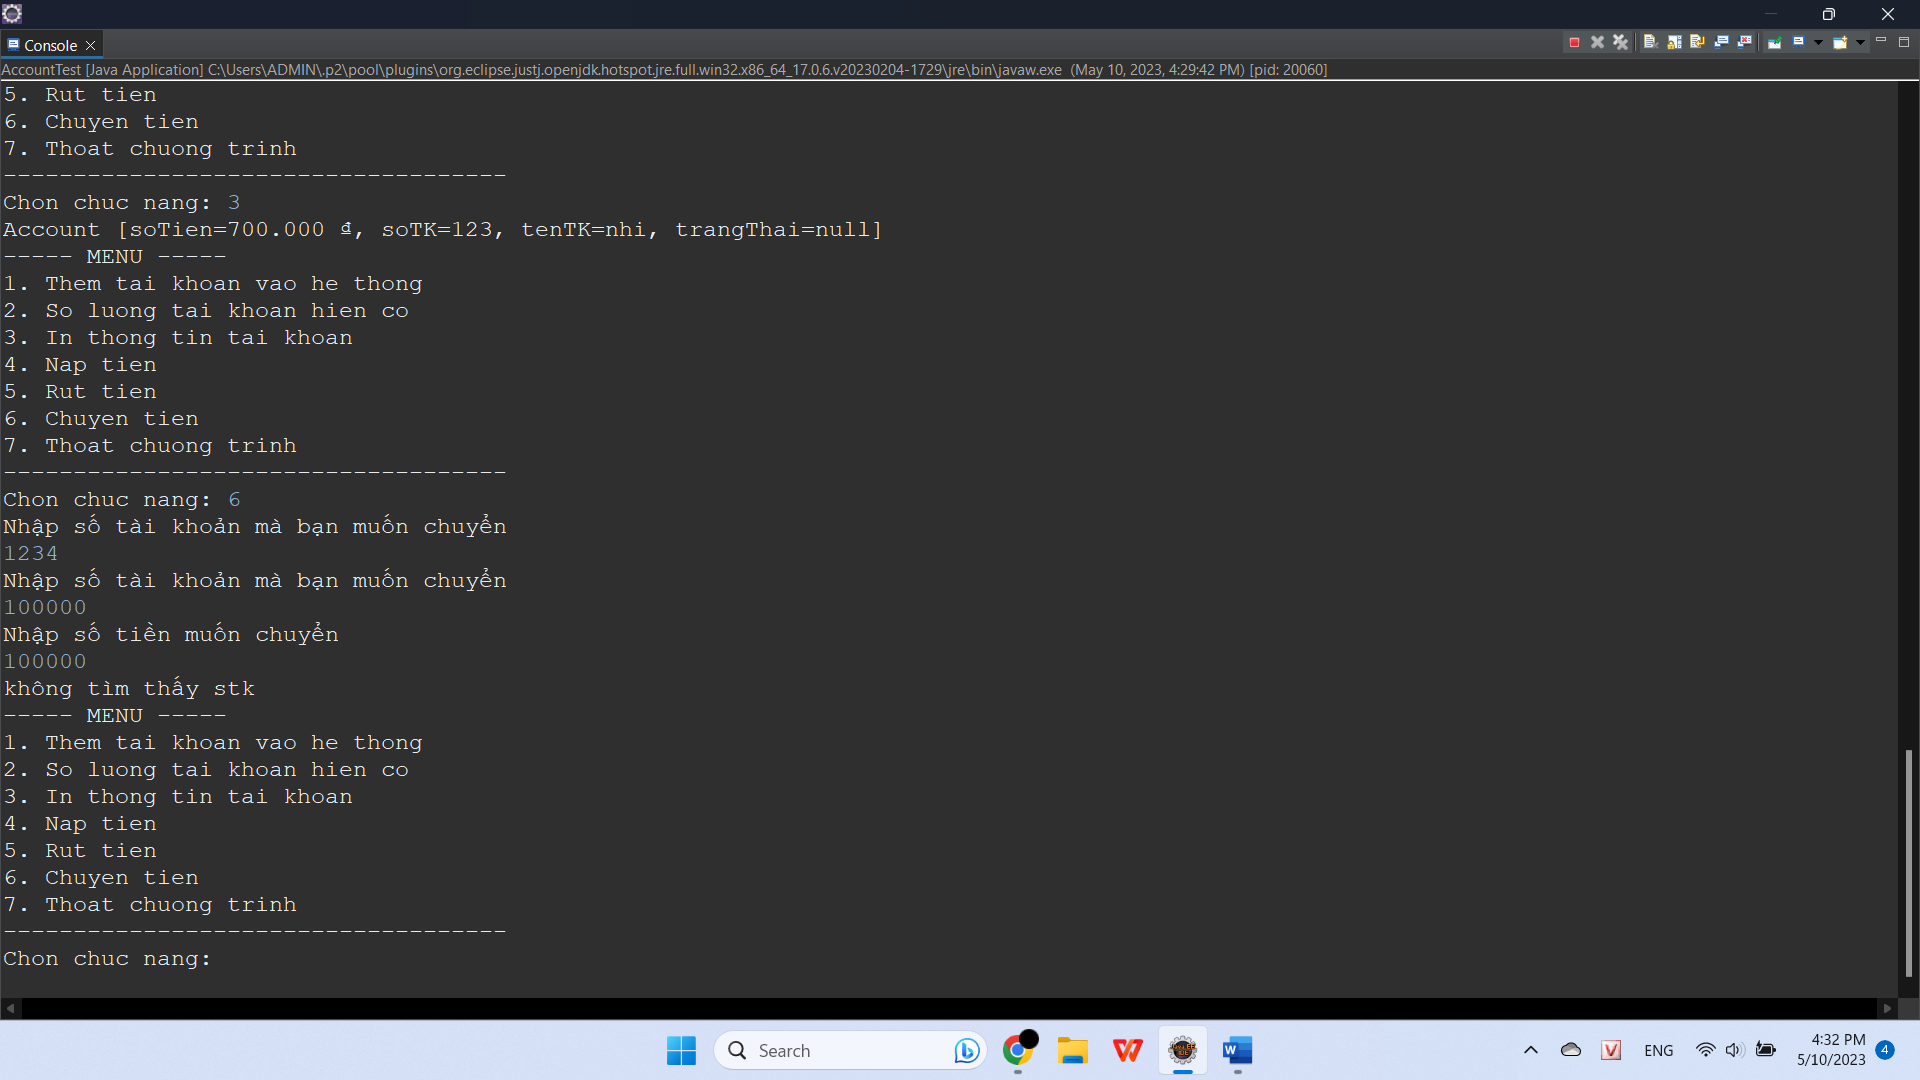 Console
AccountTest [Java Application] C:\Users\ADMIN\.p2\pool\plugins\org.eclipse.justj.openjdk.hotspot.jre.full.win32.x86_64_17.0.6.v20230204-1729\jre\bin\javaw.exe (May 10, 2023, 4:29:42 PM) [pid: 20060]
5. Rut tien
6. Chuyen tien
7. Thoat chuong trinh
------------------------------------
Chon chuc nang: 3
Account [soTien=700.000 ₫, soTK=123, tenTK=nhi, trangThai=null]
----- MENU -----
1. Them tai khoan vao he thong
2. So luong tai khoan hien co
3. In thong tin tai khoan
4. Nap tien
5. Rut tien
6. Chuyen tien
7. Thoat chuong trinh
------------------------------------
Chon chuc nang: 6
Nhập số tài khoản mà bạn muốn chuyển
1234
Nhập số tài khoản mà bạn muốn chuyển
100000
Nhập số tiền muốn chuyển
100000
không tìm thấy stk
----- MENU -----
1. Them tai khoan vao he thong
2. So luong tai khoan hien co
3. In thong tin tai khoan
4. Nap tien
5. Rut tien
6. Chuyen tien
7. Thoat chuong trinh
------------------------------------
Chon chuc nang:
Search
ENG
4:32 PM
5/10/2023
4